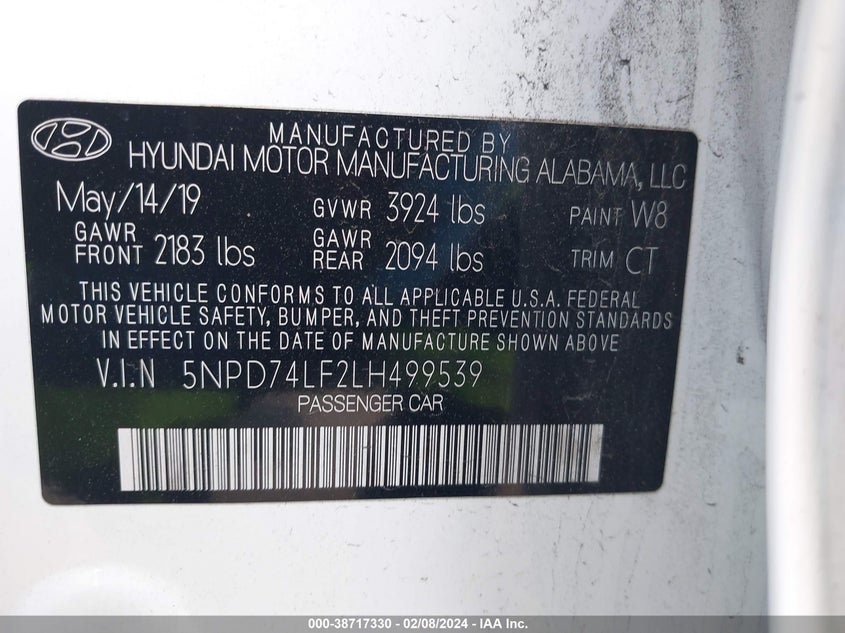 MANUFACTURED BY
HYUNDAI MOTOR MANUFACTURING ALABAMA, LLC
May/14/19 GVWR 3924 lbs PAINT W8
GAWR FRONT 2183 lbs GAWR REAR 2094 lbs TRIM CT
THIS VEHICLE CONFORMS TO ALL APPLICABLE U.S.A. FEDERAL
MOTOR VEHICLE SAFETY, BUMPER, AND THEFT PREVENTION STANDARDS
IN EFFECT ON THE DATE OF MANUFACTURE SHOWN ABOVE
V.I.N 5NPD74LF2LH499539
PASSENGER CAR
000-38717330 - 02/08/2024 - IAA Inc.